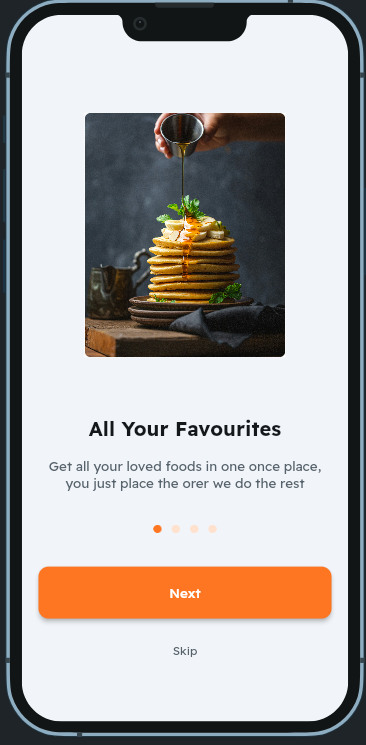 All Your Favourites
Get all your loved foods in one once place,
you just place the orer we do the rest
Next
Skip